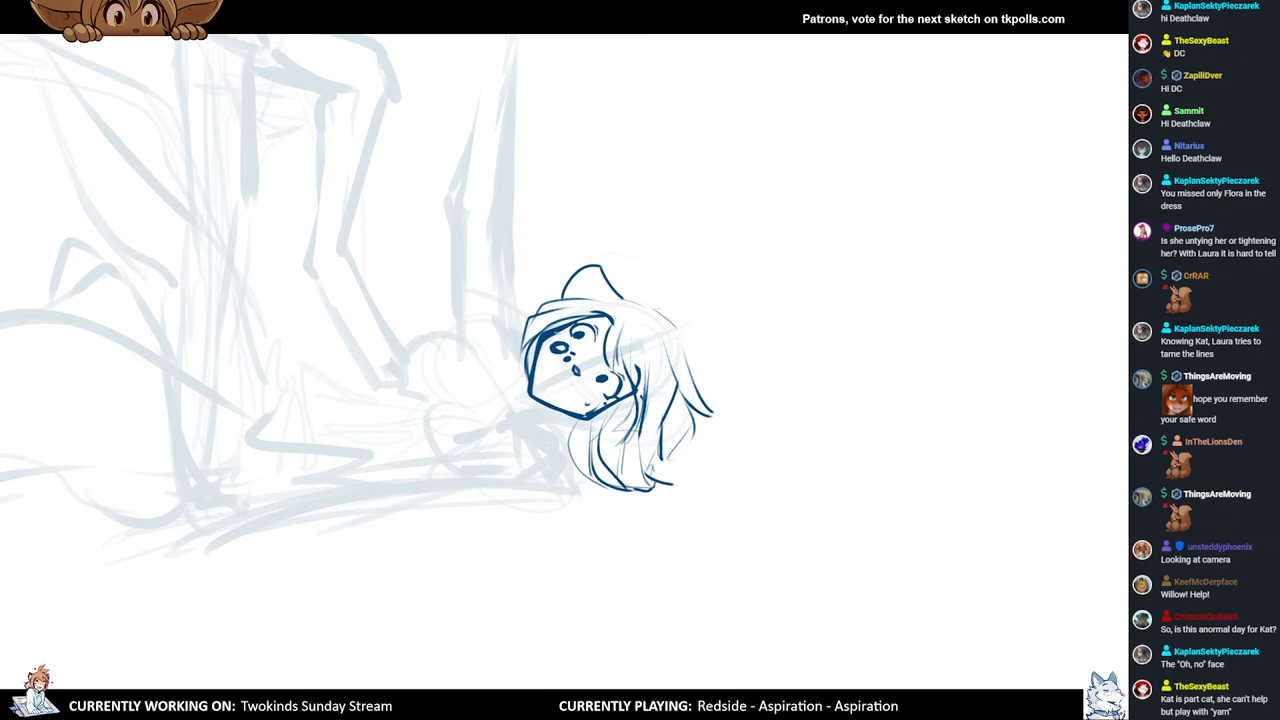 Patrons, vote for the next sketch on tkpolls.com
KaplanSektyPieczarek
hi Deathclaw
TheSexyBeast
DC
ZapiliDver
Hi DC
Sammit
Hi Deathclaw
Nitarius
Hello Deathclaw
KaplanSektyPieczarek
You missed only Flora in the
dress
ProsePro7
Is she untying her or tightening
her? With Laura it is hard to tell
CrRAR
KaplanSektyPieczarek
Knowing Kat, Laura tries to
tame the lines
ThingsAreMoving
hope you remember
your safe word
InTheLionsDen
ThingsAreMoving
unsteddyphoenix
Looking at camera
KeefMcDerpface
Willow! Help!
So, is this anormal day for Kat?
KaplanSektyPieczarek
The "Oh, no" face
TheSexyBeast
Kat is part cat, she can't help
but play with "yarn"
CURRENTLY WORKING ON: Twokinds Sunday Stream
CURRENTLY PLAYING: Redside - Aspiration - Aspiration